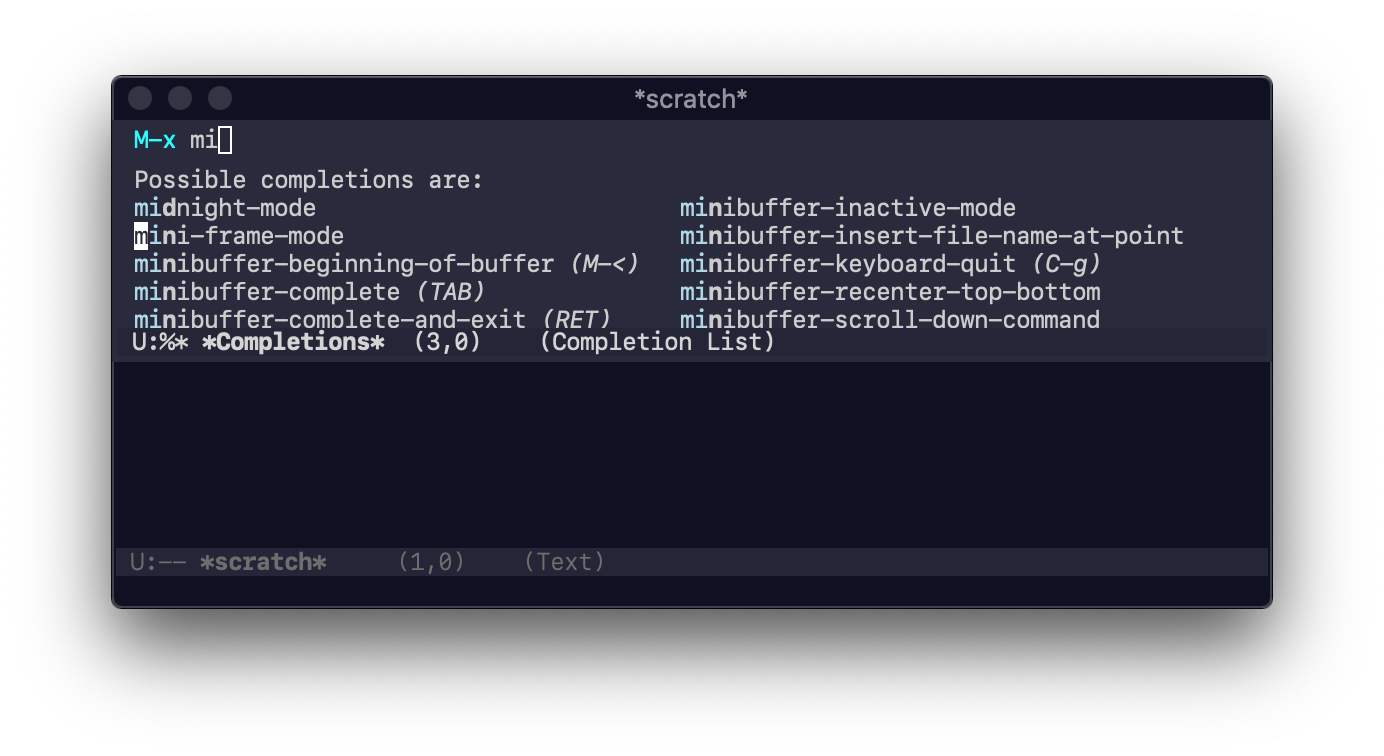 *scratch*
M-x mi
Possible completions are:
midnight-mode minibuffer-inactive-mode
mini-frame-mode minibuffer-insert-file-name-at-point
minibuffer-beginning-of-buffer (M-<) minibuffer-keyboard-quit (C-g)
minibuffer-complete (TAB) minibuffer-recenter-top-bottom
minibuffer-complete-and-exit (RET) minibuffer-scroll-down-command
U:%* *Completions* (3,0) (Completion List)
U:-- *scratch* (1,0) (Text)